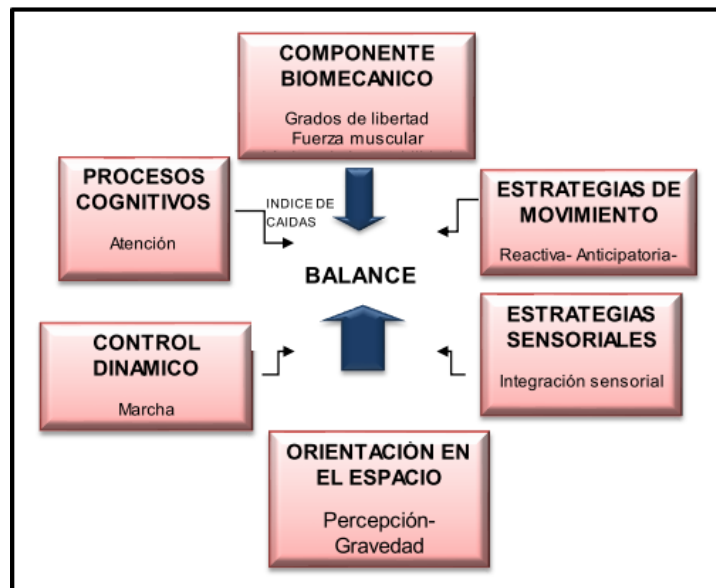 COMPONENTE
BIOMECANICO
Grados de libertad
Fuerza muscular
PROCESOS
COGNITIVOS
Atención
INDICE DE
CAIDAS
ESTRATEGIAS DE
MOVIMIENTO
Reactiva- Anticipatoria-
BALANCE
CONTROL
DINAMICO
Marcha
ESTRATEGIAS
SENSORIALES
Integración sensorial
ORIENTACIÓN EN
EL ESPACIO
Percepción-
Gravedad